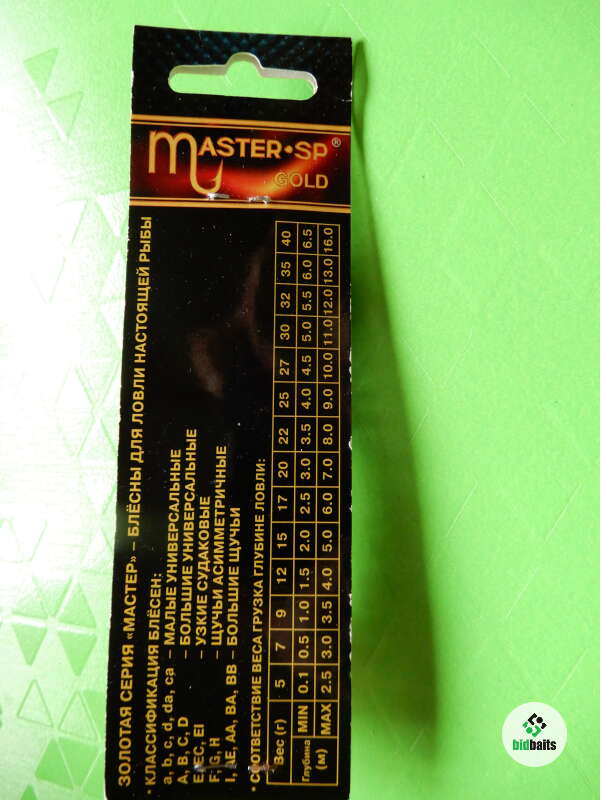 MASTER·SP®
GOLD
ЗОЛОТАЯ СЕРИЯ «МАСТЕР» – БЛЁСНЫ ДЛЯ ЛОВЛИ НАСТОЯЩЕЙ РЫБЫ
• КЛАССИФИКАЦИЯ БЛЁСЕН:
a, b, c, d, da, ca – МАЛЫЕ УНИВЕРСАЛЬНЫЕ
A, B, C, D – БОЛЬШИЕ УНИВЕРСАЛЬНЫЕ
E, EC, EI – УЗКИЕ СУДАКОВЫЕ
F, G, H – ЩУЧЬИ АСИММЕТРИЧНЫЕ
I, AE, AA, BA, BB – БОЛЬШИЕ ЩУЧЬИ
• СООТВЕТСТВИЕ ВЕСА ГРУЗКА ГЛУБИНЕ ЛОВЛИ:
Вес (г) 5 7 9 12 15 17 20 22 25 27 30 32 35 40
Глубина (м) MIN 0.1 0.5 1.0 1.5 2.0 2.5 3.0 3.5 4.0 4.5 5.0 5.5 6.0 6.5
MAX 2.5 3.0 3.5 4.0 5.0 6.0 7.0 8.0 9.0 10.0 11.0 12.0 13.0 16.0
bidbaits